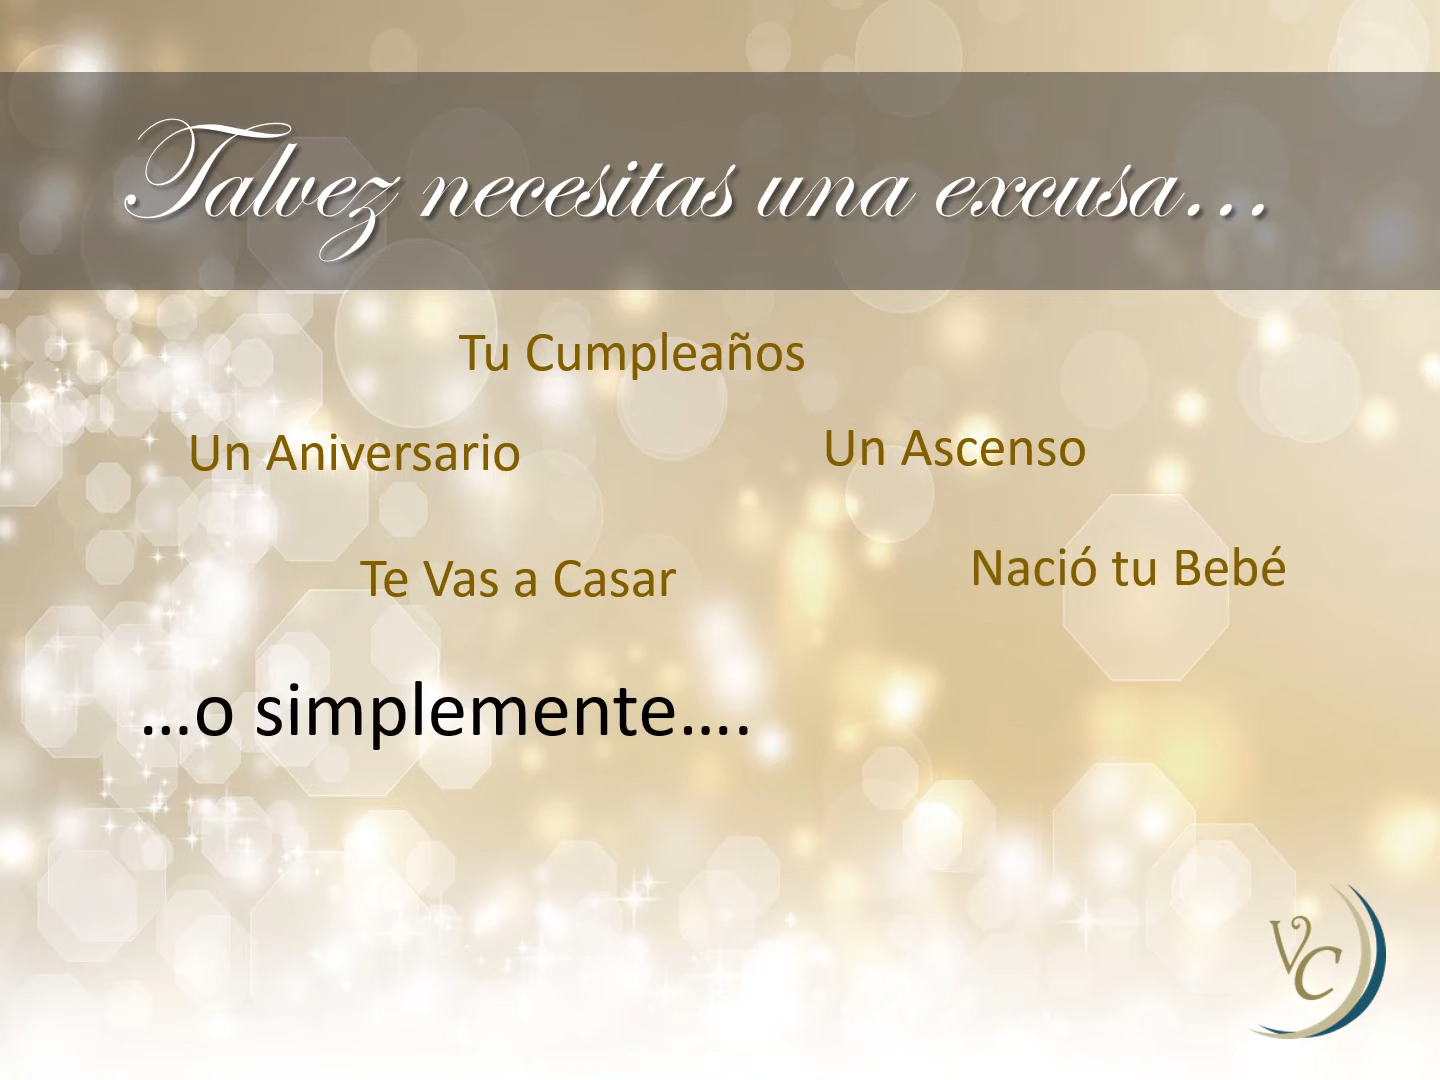 Talvez necesitas una excusa…
Tu Cumpleaños
Un Aniversario
Un Ascenso
Te Vas a Casar
Nació tu Bebé
…o simplemente….
VC